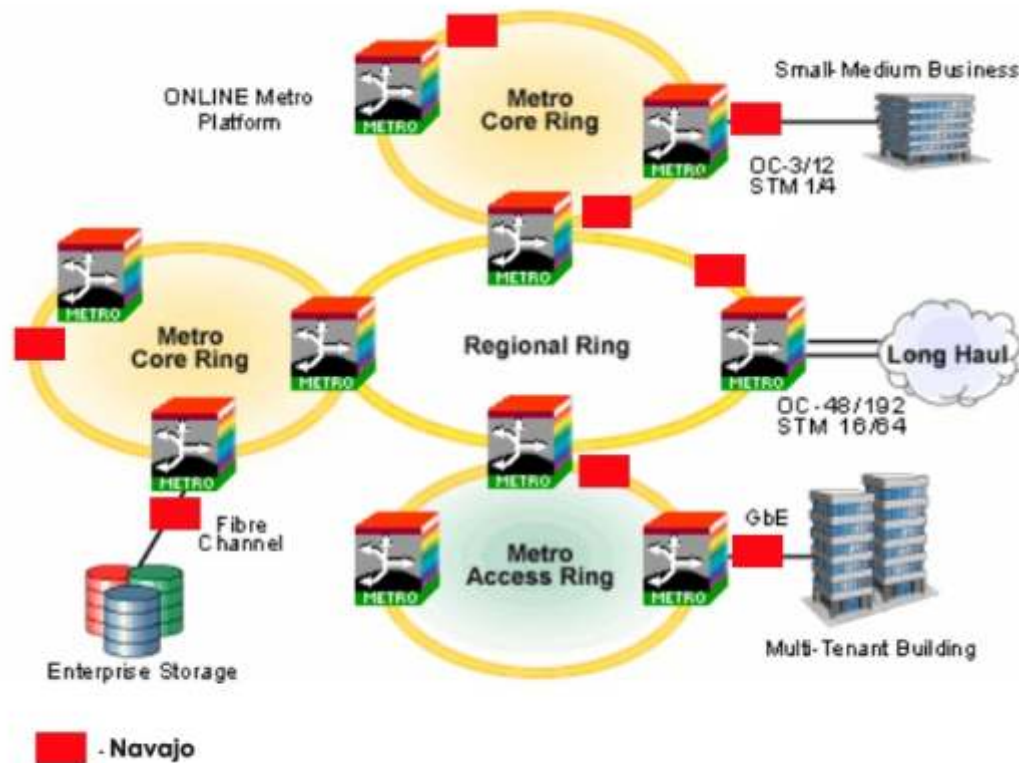 Small-Medium Business
ONLINE Metro
Platform
METRO
Metro
Core Ring
METRO
OC-3/12
STM 1/4
METRO
METRO
Metro
Core Ring
METRO
Regional Ring
METRO
Long Haul
OC-48/192
STM 16/64
METRO
METRO
Fibre
Channel
METRO
Metro
Access Ring
METRO
GbE
Enterprise Storage
Multi-Tenant Building
- Navajo